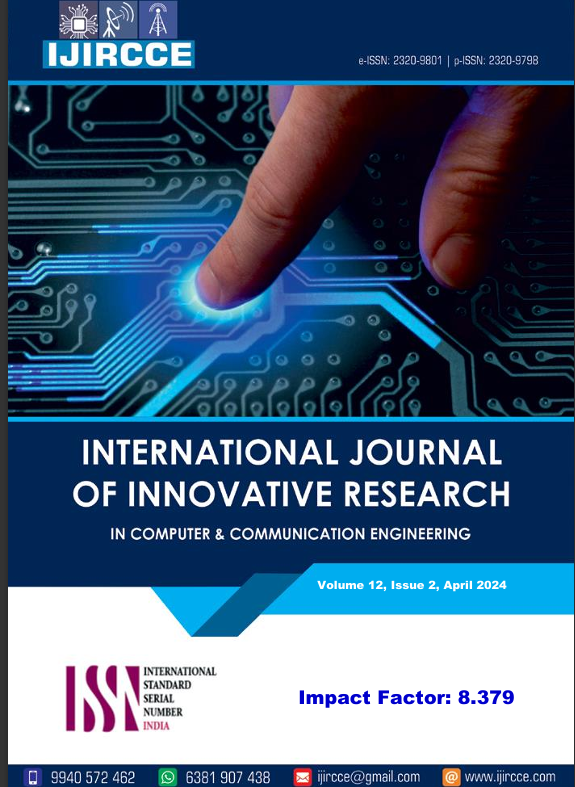 IJIRCCE
e-ISSN: 2320-9801 | p-ISSN: 2320-9798
INTERNATIONAL JOURNAL
OF INNOVATIVE RESEARCH
IN COMPUTER & COMMUNICATION ENGINEERING
Volume 12, Issue 2, April 2024
ISSN
INTERNATIONAL
STANDARD
SERIAL
NUMBER
INDIA
Impact Factor: 8.379
9940 572 462 6381 907 438 ijircce@gmail.com @ www.ijircce.com